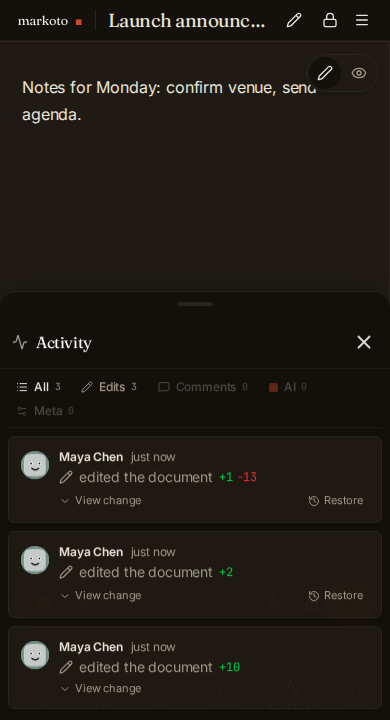 markoto
Launch announc...
Notes for Monday: confirm venue, send
agenda.
Activity
All 3 Edits 3 Comments 0 AI 0
Meta 0
Maya Chen just now
edited the document +1 -13
View change Restore
Maya Chen just now
edited the document +2
View change Restore
Maya Chen just now
edited the document +10
View change Restore